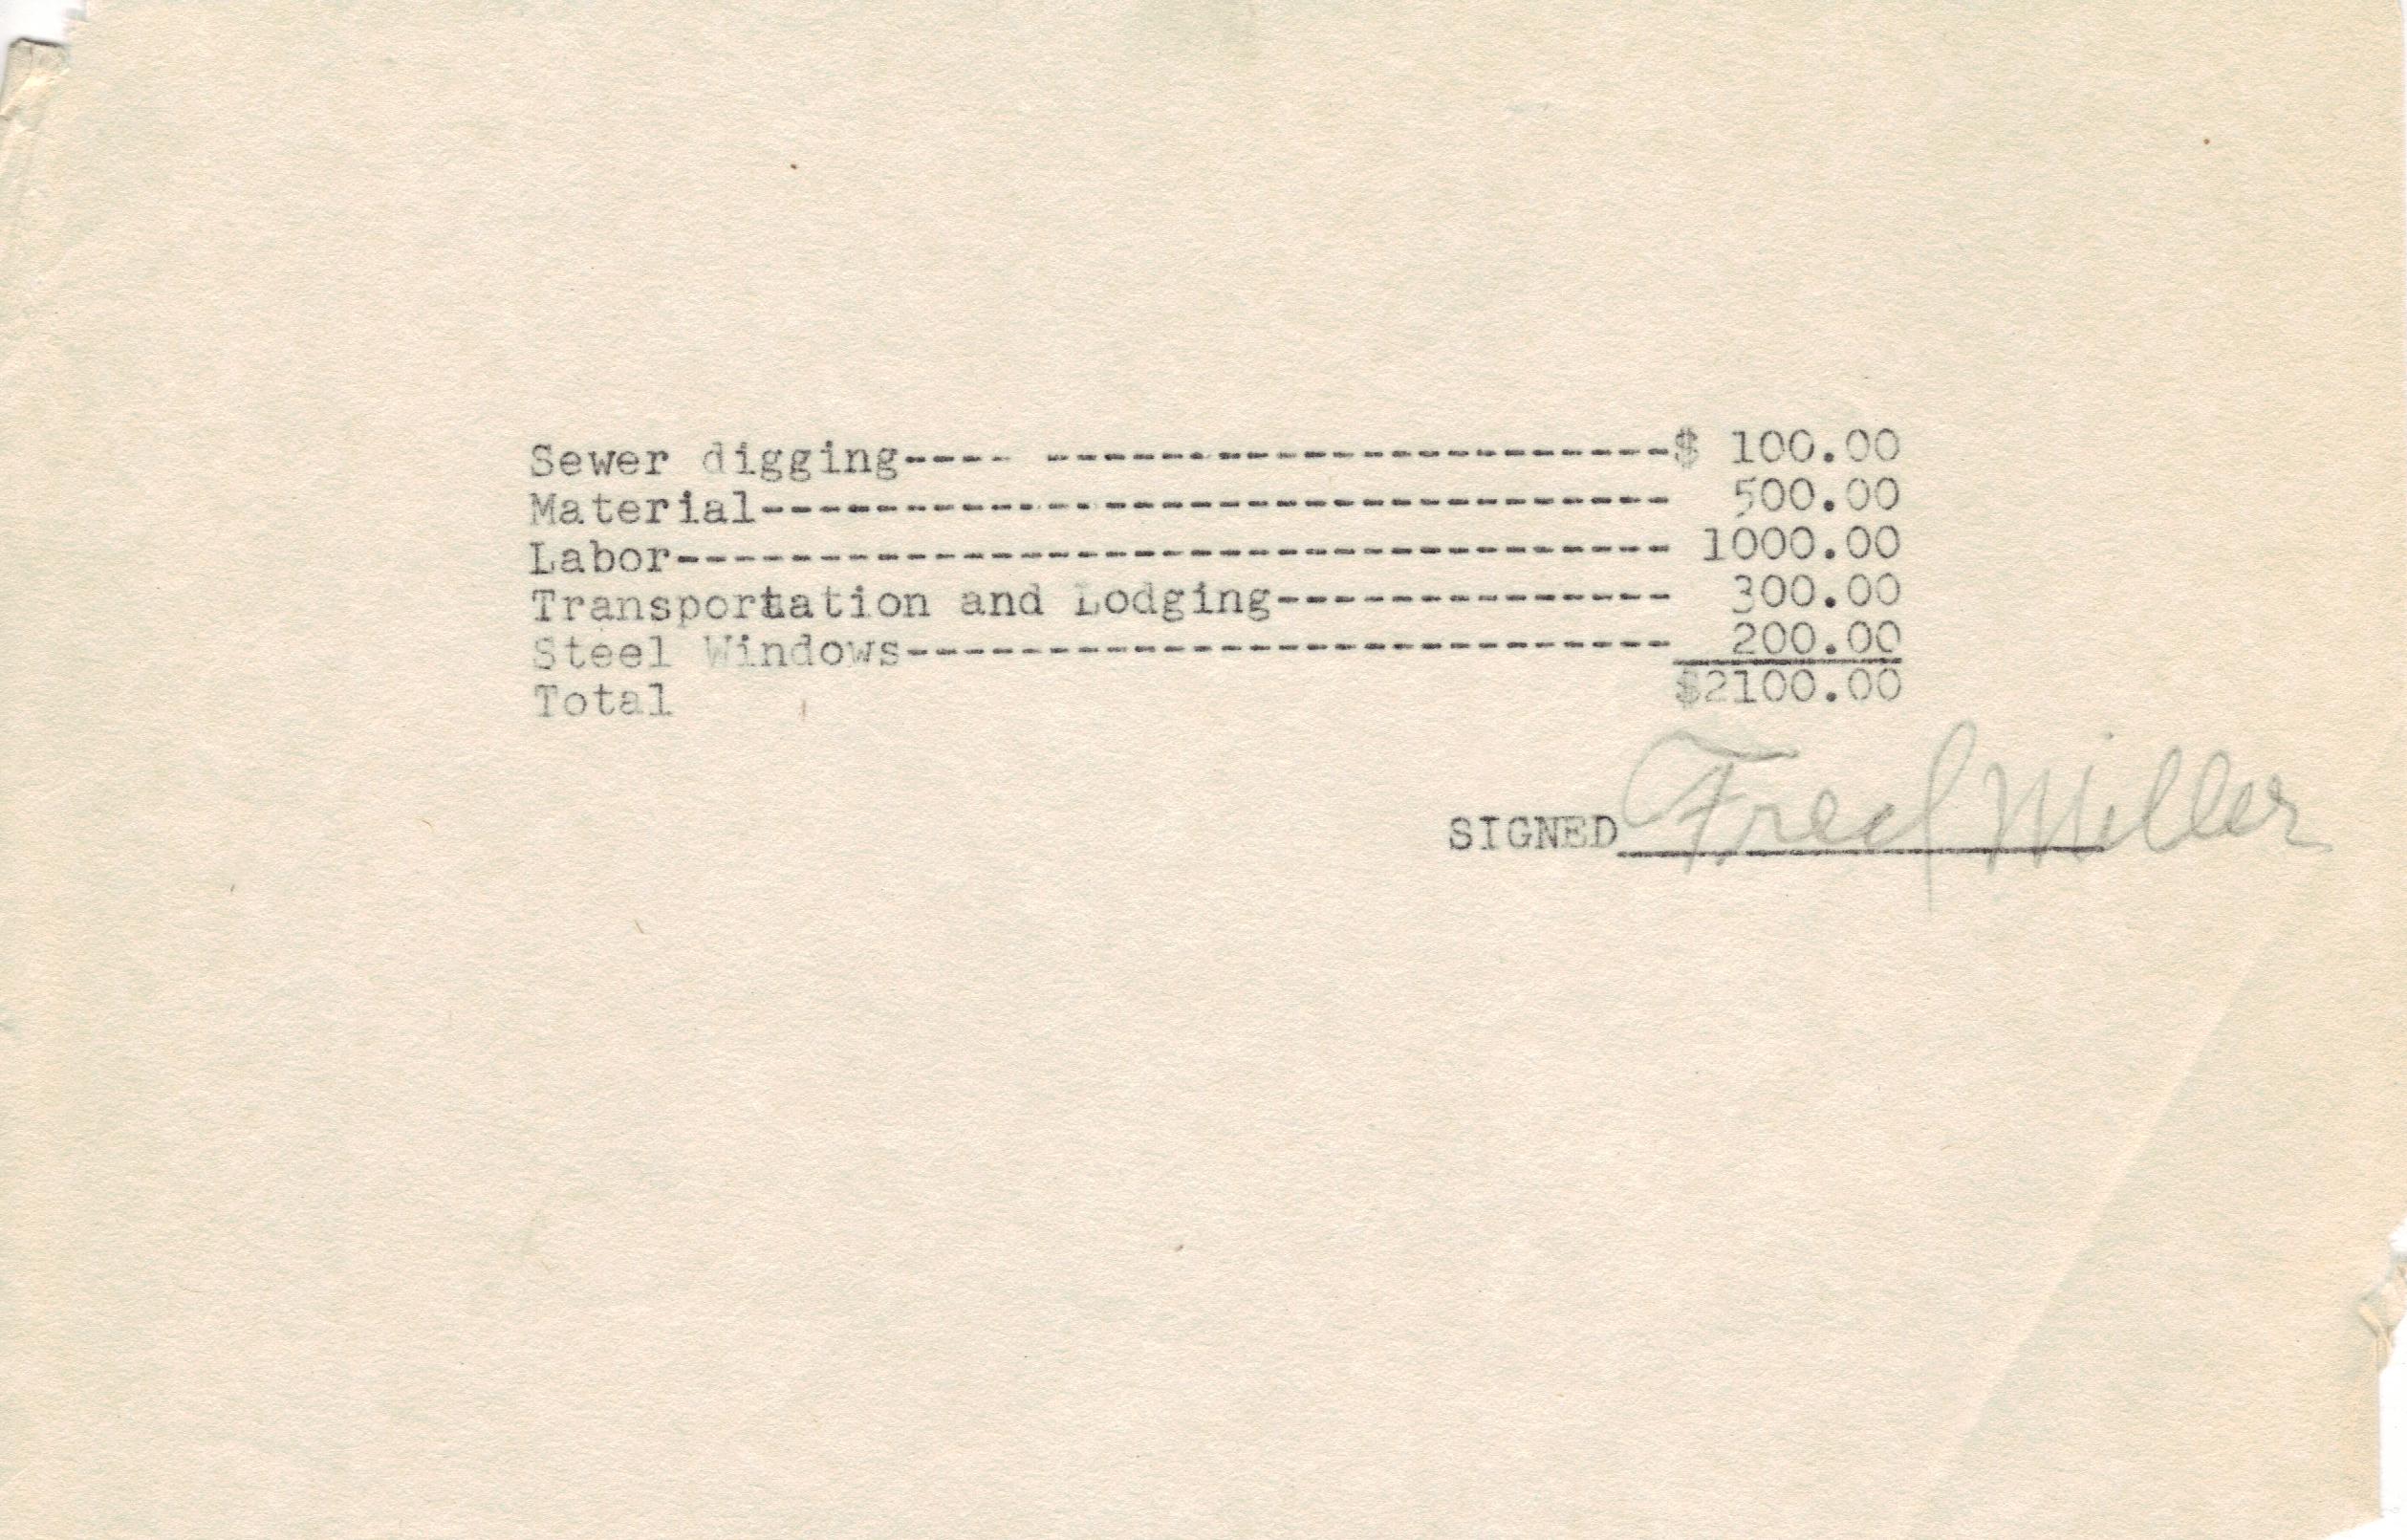 Sewer digging---- ----------------------$ 100.00
Material-------------------------------- 500.00
Labor----------------------------------- 1000.00
Transportation and Lodging-------------- 300.00
Steel Windows--------------------------- 200.00
Total $2100.00
SIGNED Fred Miller